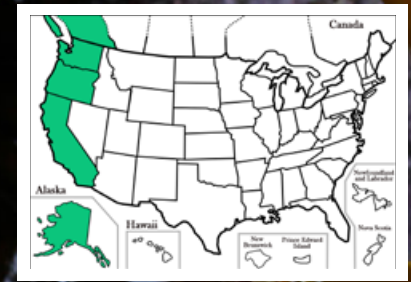 Canada
Alaska
Hawaii
Newfoundland
and Labrador
New
Brunswick
Prince Edward
Island
Nova Scotia